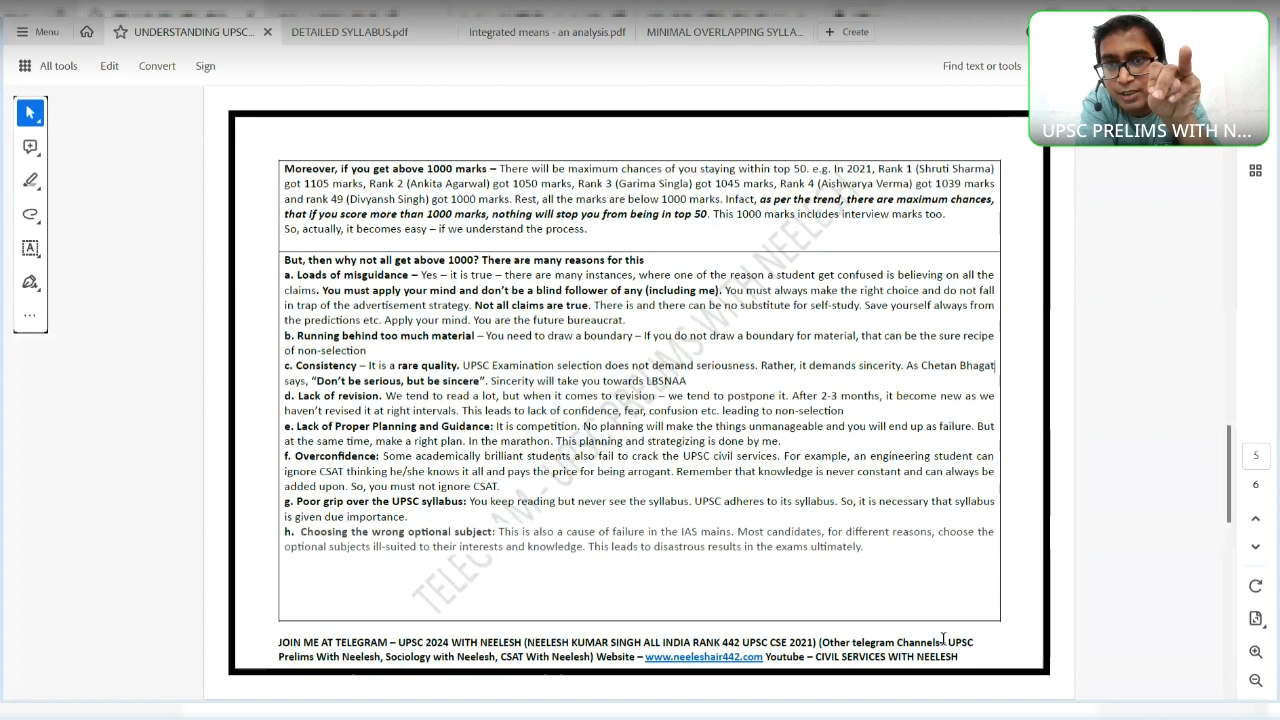 Menu
UNDERSTANDING UPSC...
DETAILED SYLLABUS.pdf
Integrated means - an analysis.pdf
MINIMAL OVERLAPPING SYLLA...
Create
All tools
Edit
Convert
Sign
Find text or tools
UPSC PRELIMS WITH N...
Moreover, if you get above 1000 marks – There will be maximum chances of you staying within top 50. e.g. In 2021, Rank 1 (Shruti Sharma)
got 1105 marks, Rank 2 (Ankita Agarwal) got 1050 marks, Rank 3 (Garima Singla) got 1045 marks, Rank 4 (Aishwarya Verma) got 1039 marks
and rank 49 (Divyansh Singh) got 1000 marks. Rest, all the marks are below 1000 marks. Infact, as per the trend, there are maximum chances,
that if you score more than 1000 marks, nothing will stop you from being in top 50. This 1000 marks includes interview marks too.
So, actually, it becomes easy – if we understand the process.
But, then why not all get above 1000? There are many reasons for this
a. Loads of misguidance – Yes – it is true – there are many instances, where one of the reason a student get confused is believing on all the
claims. You must apply your mind and don't be a blind follower of any (including me). You must always make the right choice and do not fall
in trap of the advertisement strategy. Not all claims are true. There is and there can be no substitute for self-study. Save yourself always from
the predictions etc. Apply your mind. You are the future bureaucrat.
b. Running behind too much material – You need to draw a boundary – If you do not draw a boundary for material, that can be the sure recipe
of non-selection
c. Consistency – It is a rare quality. UPSC Examination selection does not demand seriousness. Rather, it demands sincerity. As Chetan Bhagat
says, "Don't be serious, but be sincere". Sincerity will take you towards LBSNAA
d. Lack of revision. We tend to read a lot, but when it comes to revision – we tend to postpone it. After 2-3 months, it become new as we
haven't revised it at right intervals. This leads to lack of confidence, fear, confusion etc. leading to non-selection
e. Lack of Proper Planning and Guidance: It is competition. No planning will make the things unmanageable and you will end up as failure. But
at the same time, make a right plan. In the marathon. This planning and strategizing is done by me.
f. Overconfidence: Some academically brilliant students also fail to crack the UPSC civil services. For example, an engineering student can
ignore CSAT thinking he/she knows it all and pays the price for being arrogant. Remember that knowledge is never constant and can always be
added upon. So, you must not ignore CSAT.
g. Poor grip over the UPSC syllabus: You keep reading but never see the syllabus. UPSC adheres to its syllabus. So, it is necessary that syllabus
is given due importance.
h. Choosing the wrong optional subject: This is also a cause of failure in the IAS mains. Most candidates, for different reasons, choose the
optional subjects ill-suited to their interests and knowledge. This leads to disastrous results in the exams ultimately.
TELEGRAM - UPSC PRELIMS WITH NEELESH
JOIN ME AT TELEGRAM – UPSC 2024 WITH NEELESH (NEELESH KUMAR SINGH ALL INDIA RANK 442 UPSC CSE 2021) (Other telegram Channels- UPSC
Prelims With Neelesh, Sociology with Neelesh, CSAT With Neelesh) Website – www.neeleshair442.com Youtube – CIVIL SERVICES WITH NEELESH
5
6